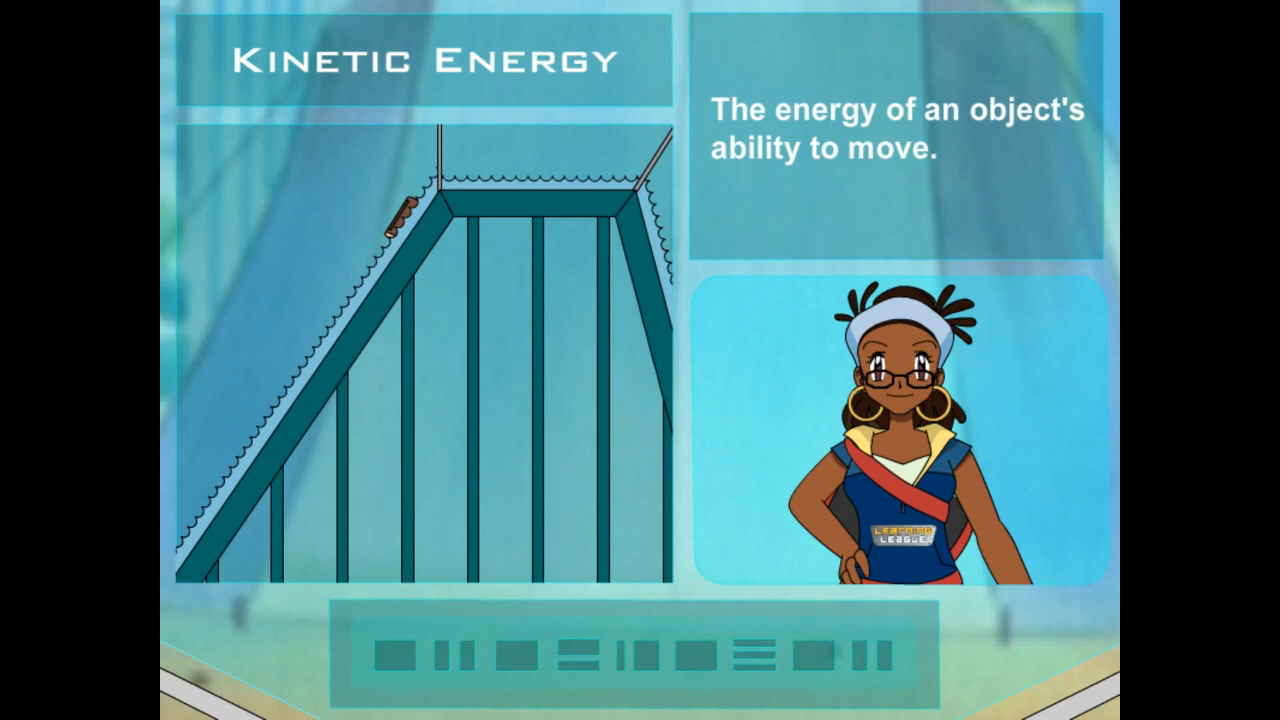 KINETIC ENERGY
The energy of an object's
ability to move.
LEARNING
LEAGUE